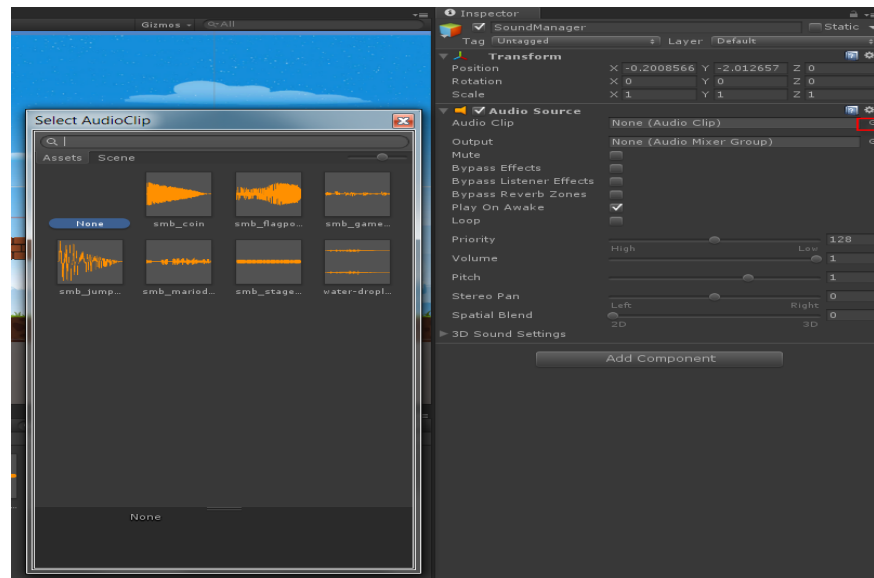 Gizmos
All
Select AudioClip
Assets Scene
None smb_coin smb_flagpo... smb_game...
smb_jump... smb_mariod... smb_stage... water-dropl...
None
Inspector
SoundManager Static
Tag Untagged Layer Default
Transform
Position X -0.2008566 Y -2.012657 Z 0
Rotation X 0 Y 0 Z 0
Scale X 1 Y 1 Z 1
Audio Source
Audio Clip None (Audio Clip)
Output None (Audio Mixer Group)
Mute
Bypass Effects
Bypass Listener Effects
Bypass Reverb Zones
Play On Awake
Loop
Priority 128
High Low
Volume 1
Pitch 1
Stereo Pan 0
Left Right
Spatial Blend 0
2D 3D
3D Sound Settings
Add Component